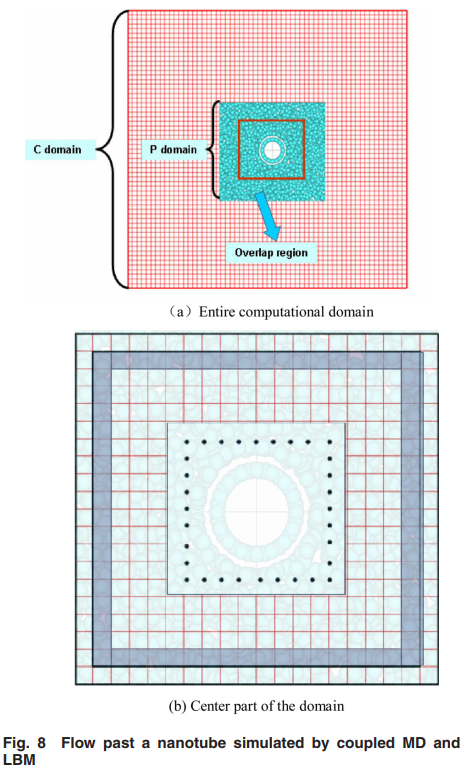 C domain
P domain
Overlap region
（a）Entire computational domain
(b) Center part of the domain
Fig. 8 Flow past a nanotube simulated by coupled MD and
LBM